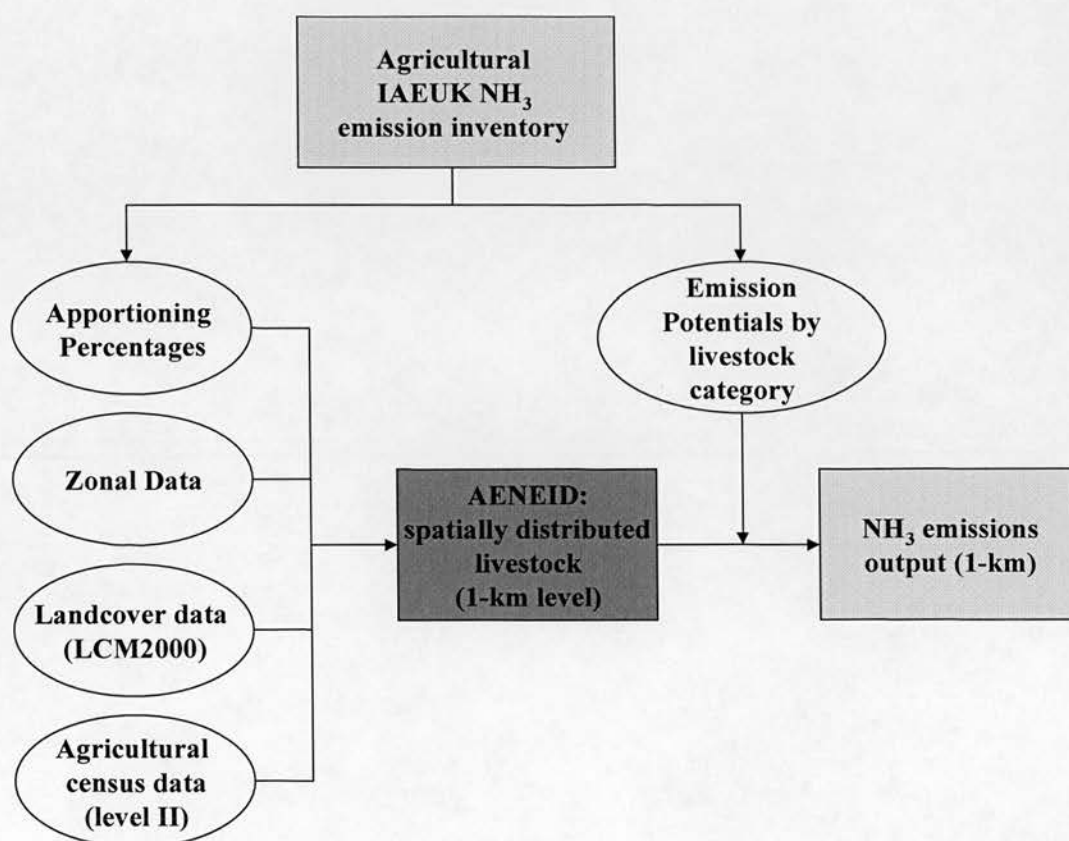 Agricultural
IAEUK NH₃
emission inventory
Apportioning
Percentages
Emission
Potentials by
livestock
category
Zonal Data
AENEID:
spatially distributed
livestock
(1-km level)
NH₃ emissions
output (1-km)
Landcover data
(LCM2000)
Agricultural
census data
(level II)